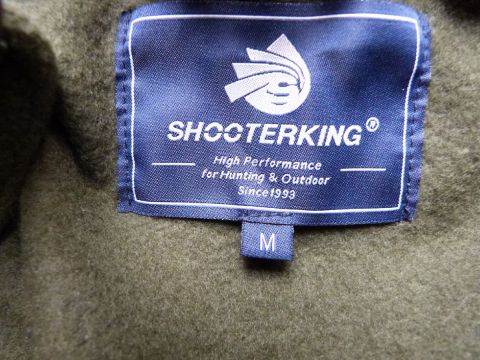 SHOOTERKING®
High Performance
for Hunting & Outdoor
Since1993
M